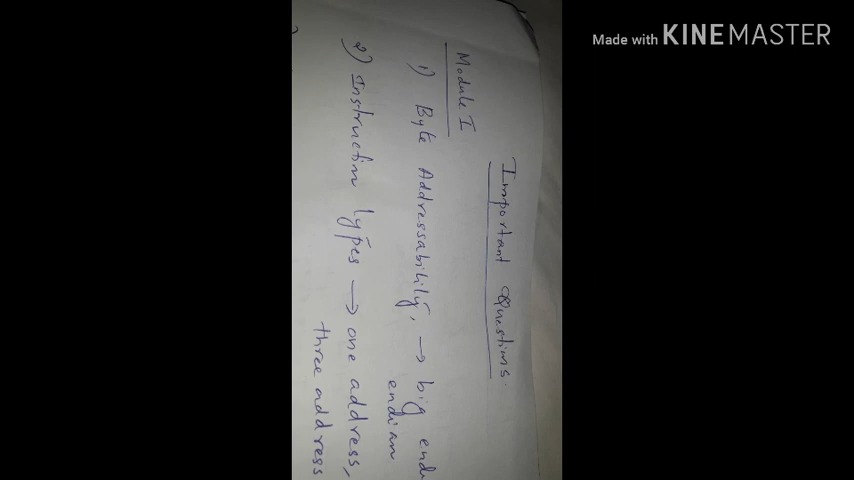 Made with KINEMASTER
Important Questions.
Module I
1) Byte Addressability, → big
endian
2) Instruction types → one address,
three address